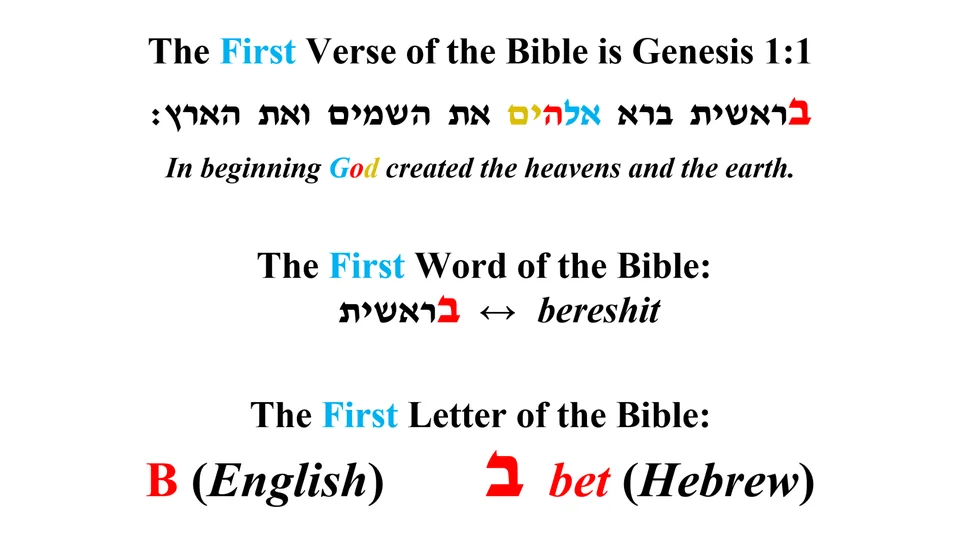 The First Verse of the Bible is Genesis 1:1
בראשית ברא אלהים את השמים ואת הארץ:
In beginning God created the heavens and the earth.
The First Word of the Bible:
בראשית ↔ bereshit
The First Letter of the Bible:
B (English) ב bet (Hebrew)